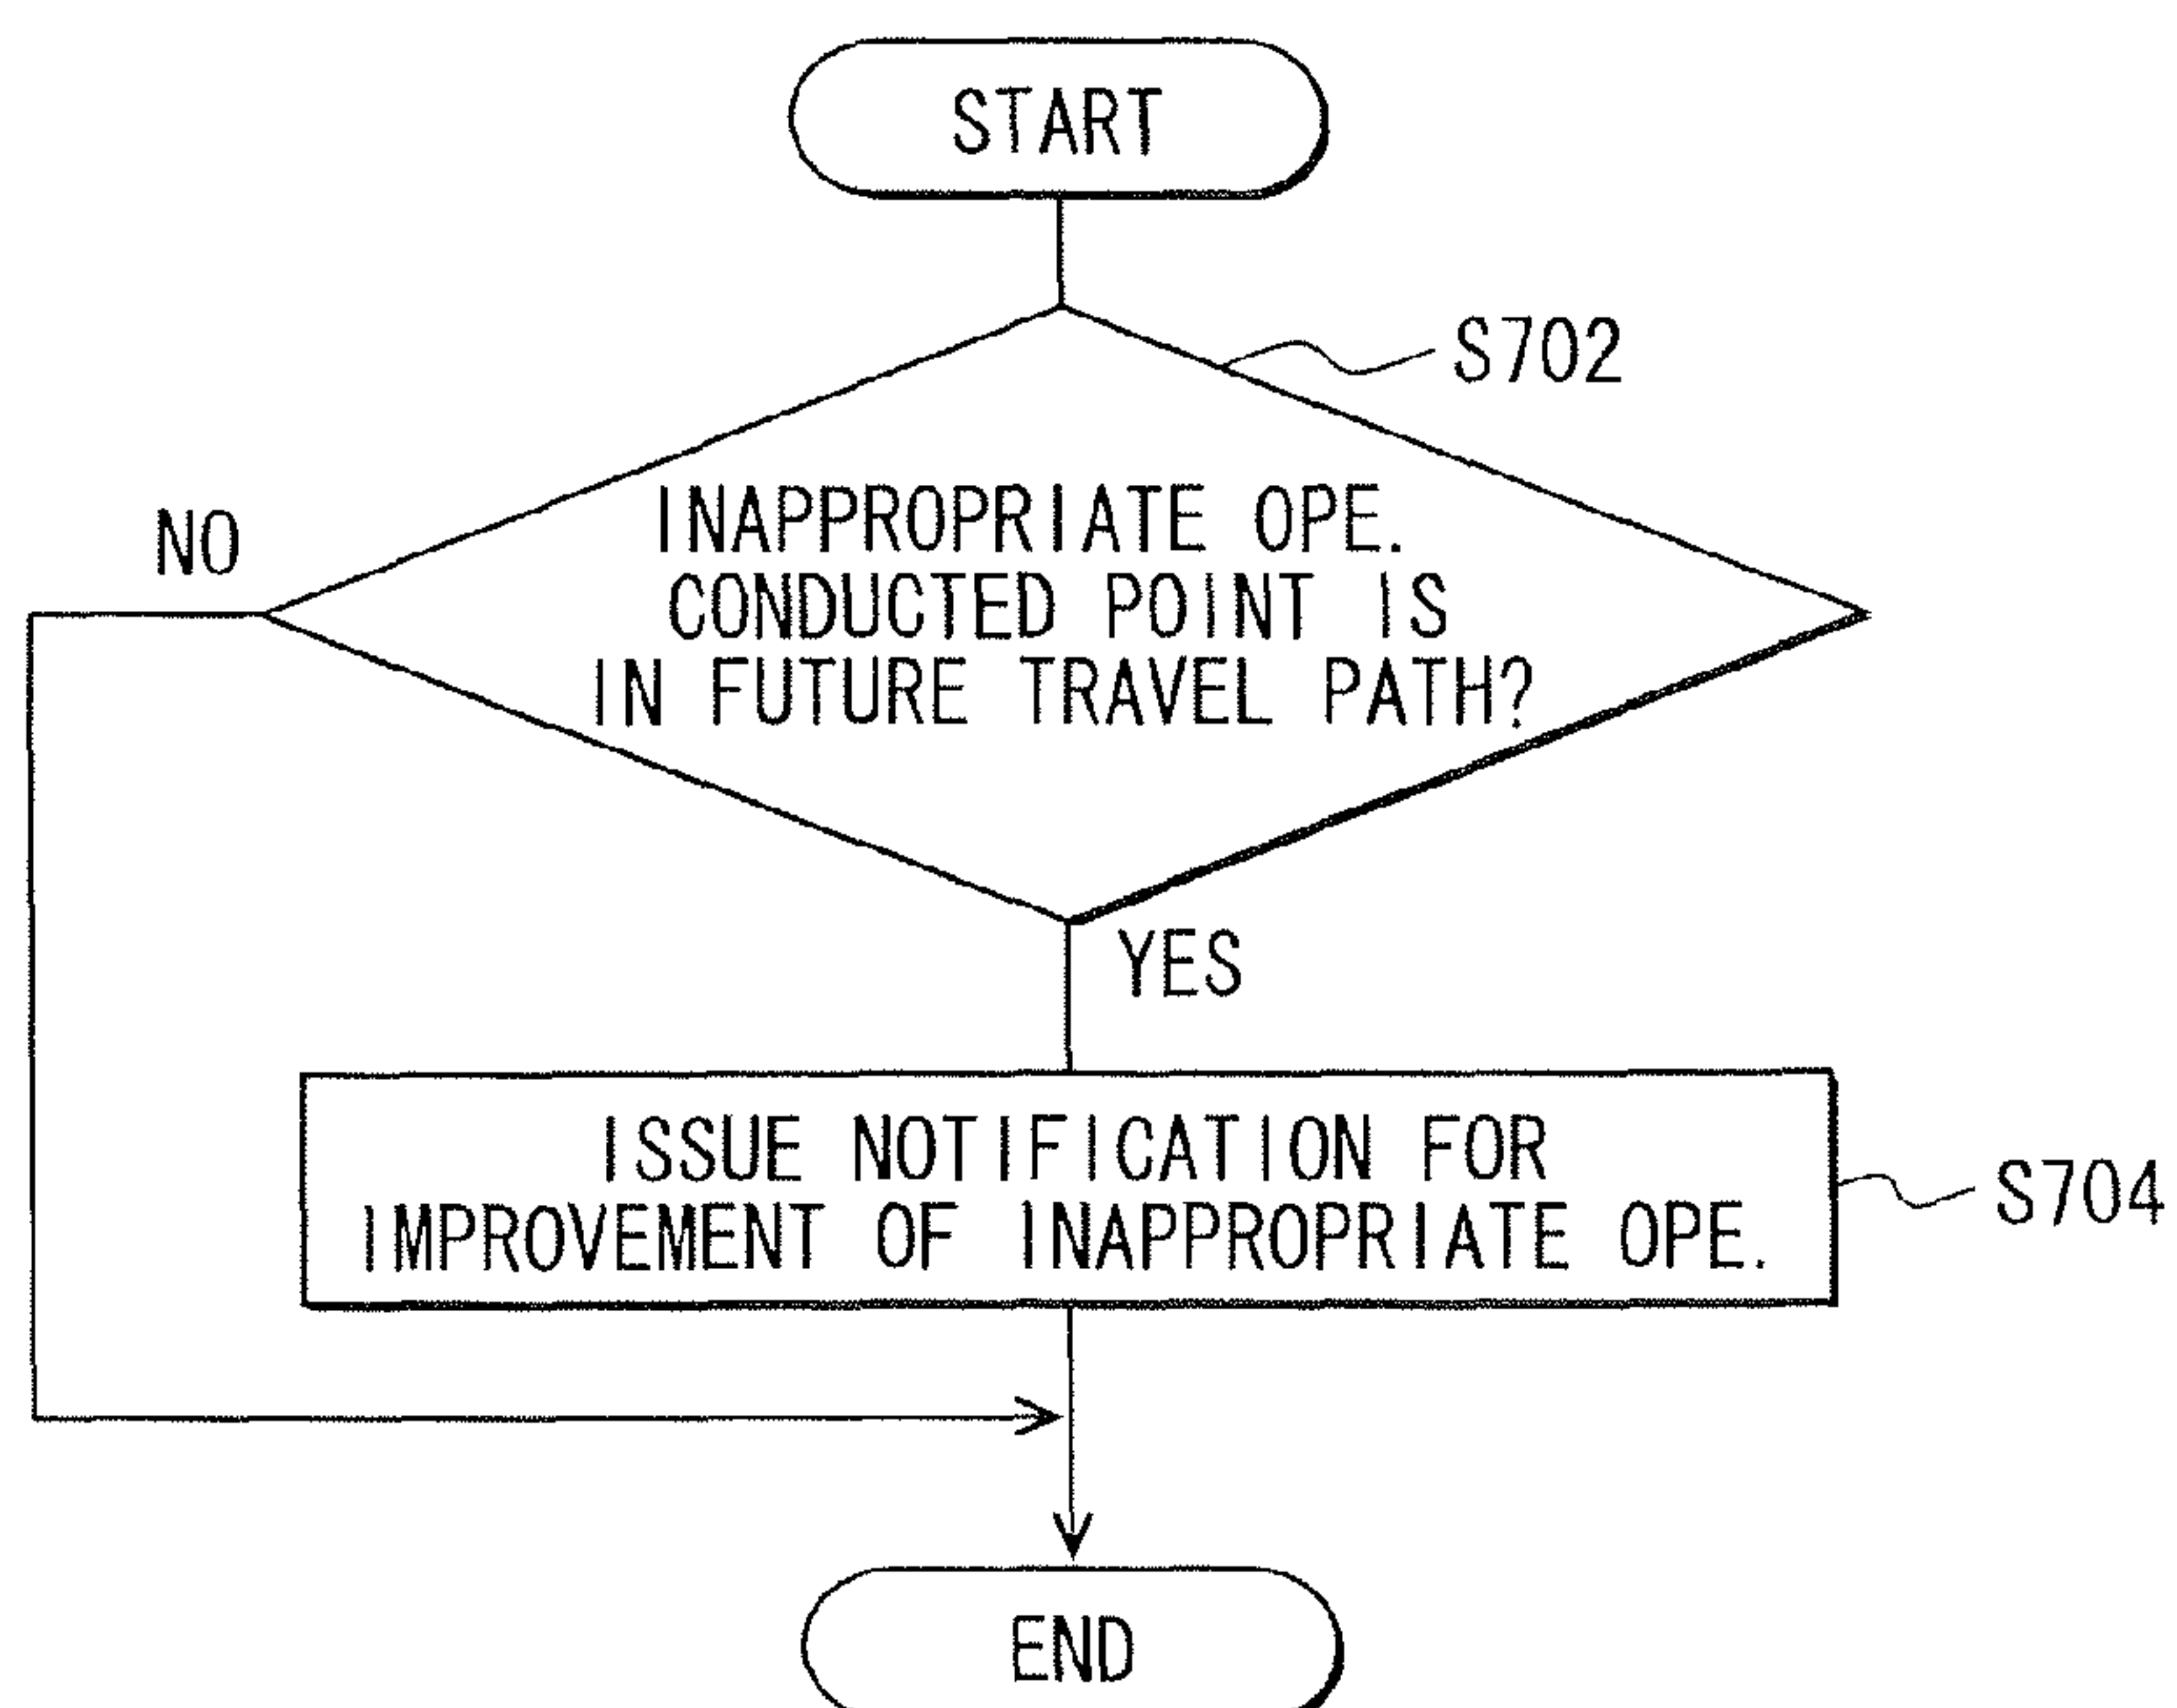 START
S702
INAPPROPRIATE OPE.
CONDUCTED POINT IS
IN FUTURE TRAVEL PATH?
NO
YES
ISSUE NOTIFICATION FOR
IMPROVEMENT OF INAPPROPRIATE OPE.
S704
END